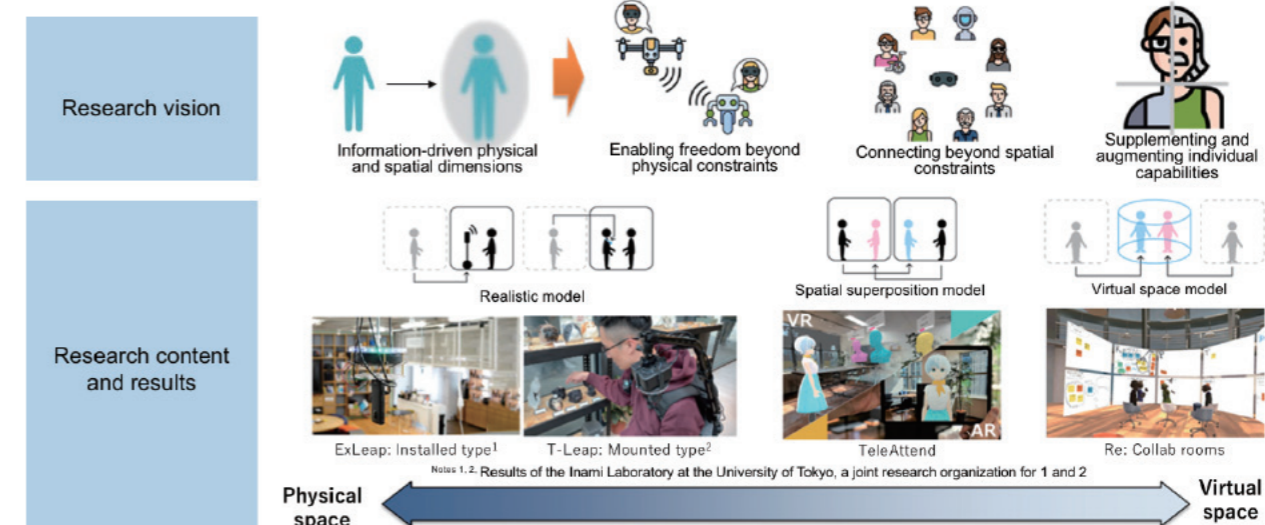 Research vision
Information-driven physical
and spatial dimensions
Enabling freedom beyond
physical constraints
Connecting beyond spatial
constraints
Supplementing and
augmenting individual
capabilities
Research content
and results
Realistic model
Spatial superposition model
Virtual space model
VR
AR
ExLeap: Installed type1
T-Leap: Mounted type2
TeleAttend
Re: Collab rooms
Notes 1, 2. Results of the Inami Laboratory at the University of Tokyo, a joint research organization for 1 and 2
Physical
space
Virtual
space